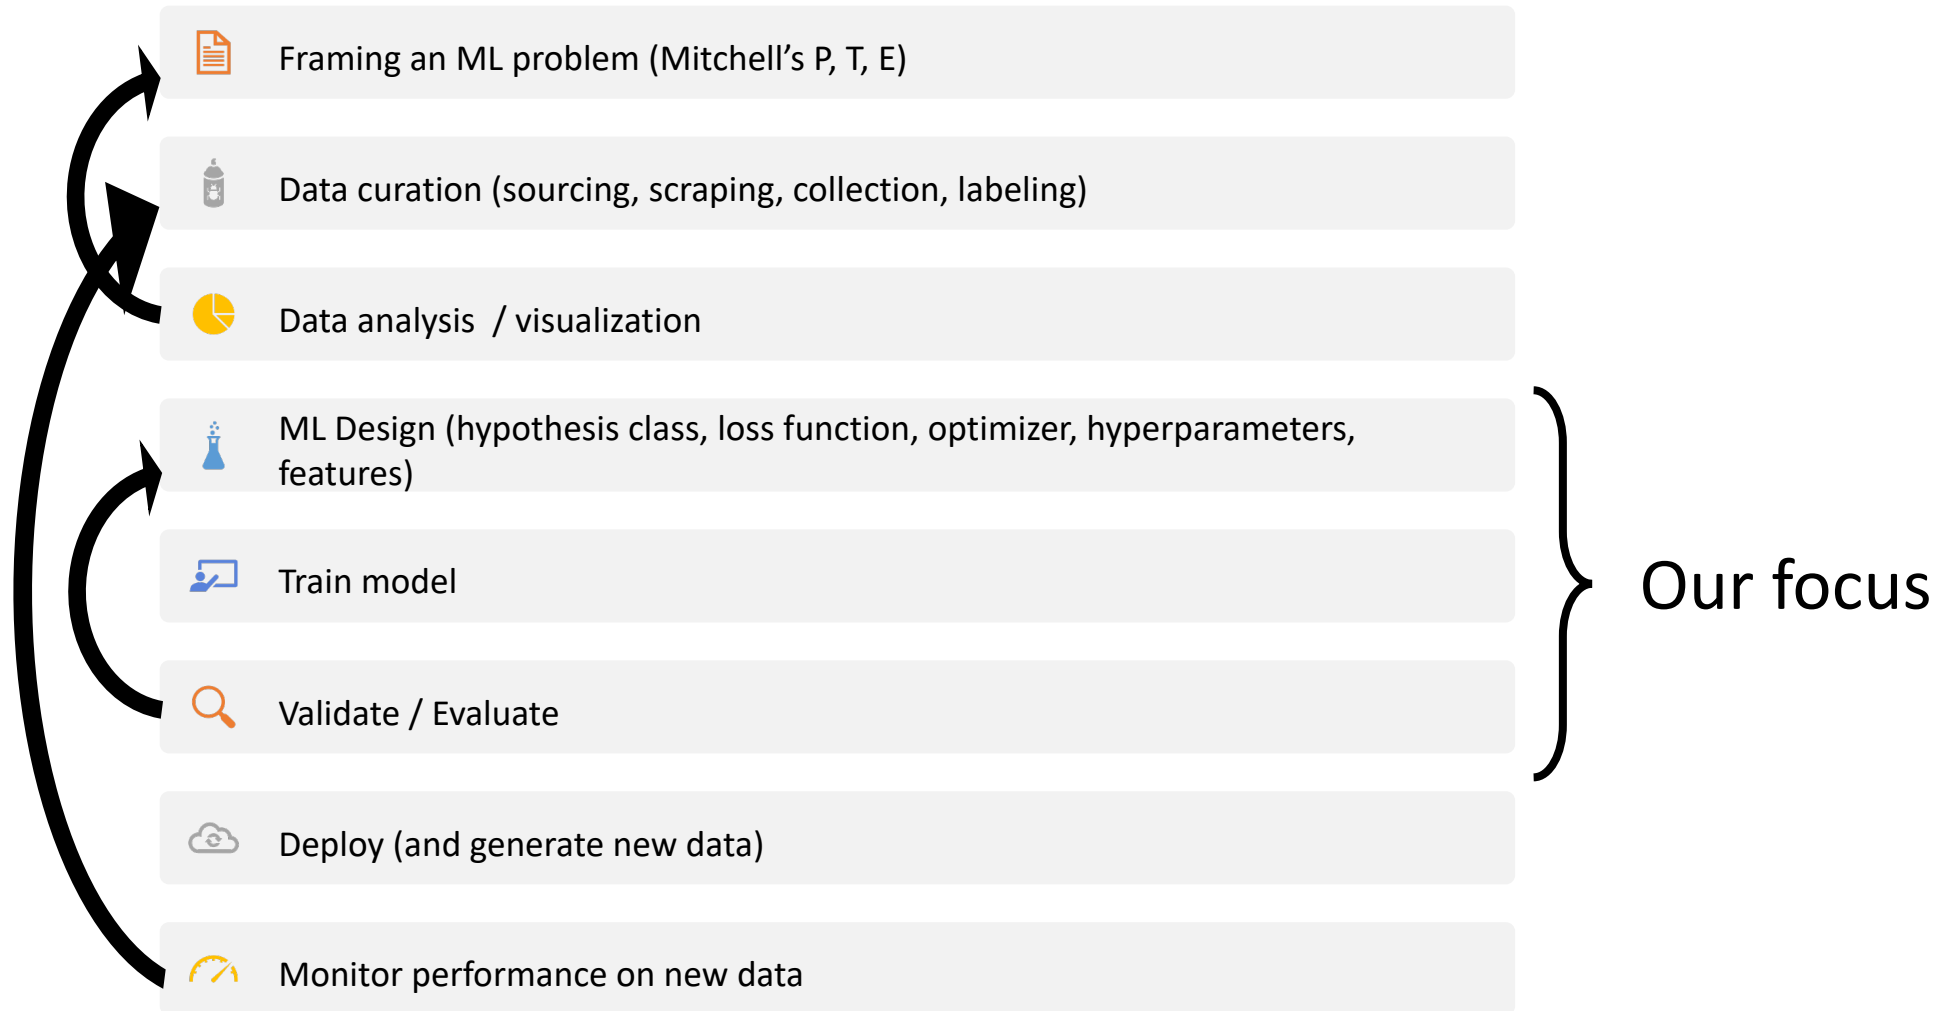 Framing an ML problem (Mitchell’s P, T, E)
Data curation (sourcing, scraping, collection, labeling)
Data analysis  / visualization
ML Design (hypothesis class, loss function, optimizer, hyperparameters,
features)
Train model
Our focus
Validate / Evaluate
Deploy (and generate new data)
Monitor performance on new data